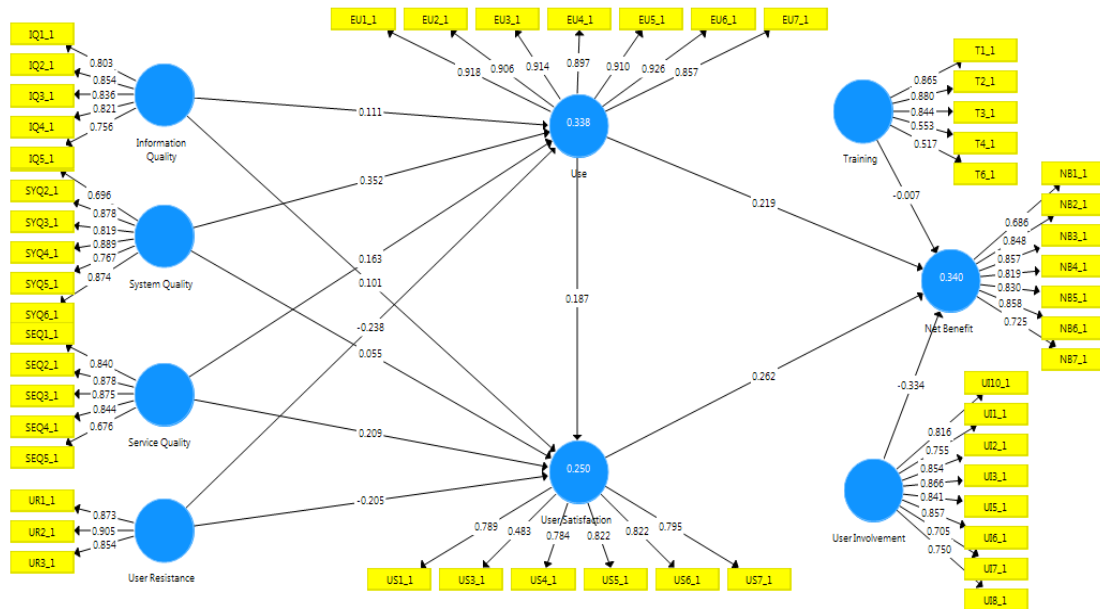 EU1_1
EU2_1
EU3_1
EU4_1
EU5_1
EU6_1
EU7_1
0.918
0.906
0.914
0.897
0.910
0.926
0.857
IQ1_1
IQ2_1
IQ3_1
IQ4_1
IQ5_1
0.803
0.854
0.836
0.821
0.756
Information
Quality
0.111
0.338
Use
T1_1
T2_1
T3_1
T4_1
T6_1
0.865
0.880
0.844
0.553
0.517
Training
-0.007
SYQ2_1
SYQ3_1
SYQ4_1
SYQ5_1
SYQ6_1
0.696
0.878
0.819
0.889
0.767
0.874
System Quality
0.352
0.163
0.101
-0.238
0.055
0.187
0.219
NB1_1
NB2_1
NB3_1
NB4_1
NB5_1
NB6_1
NB7_1
0.686
0.848
0.857
0.819
0.830
0.858
0.725
0.340
Net Benefit
SEQ1_1
SEQ2_1
SEQ3_1
SEQ4_1
SEQ5_1
0.840
0.878
0.875
0.844
0.676
Service Quality
0.209
0.262
-0.334
0.250
User Satisfaction
UR1_1
UR2_1
UR3_1
0.873
0.905
0.854
User Resistance
-0.205
0.789
0.483
0.784
0.822
0.822
0.795
US1_1
US3_1
US4_1
US5_1
US6_1
US7_1
UI10_1
UI1_1
UI2_1
UI3_1
UI5_1
UI6_1
UI7_1
UI8_1
0.816
0.755
0.854
0.866
0.841
0.857
0.705
0.750
User Involvement